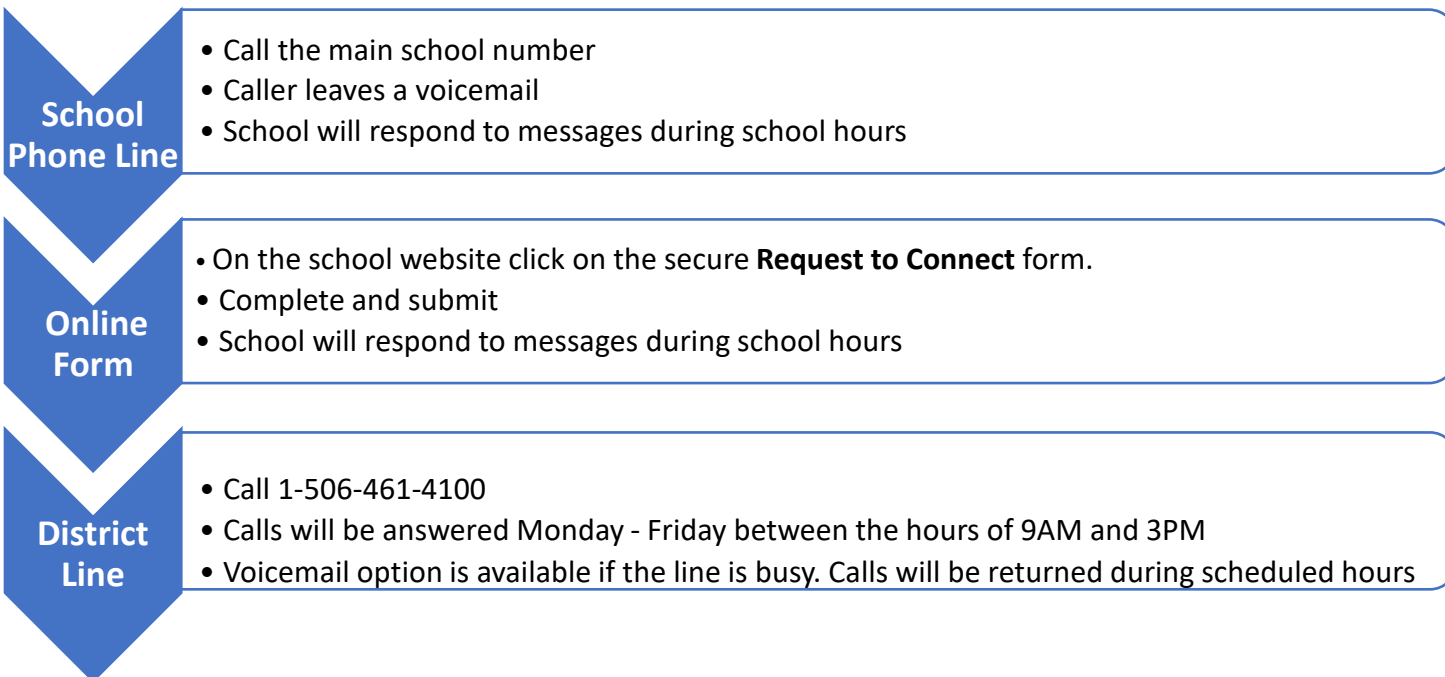 School
Phone Line
• Call the main school number
• Caller leaves a voicemail
• School will respond to messages during school hours
Online
Form
• On the school website click on the secure Request to Connect form.
• Complete and submit
• School will respond to messages during school hours
District
Line
• Call 1-506-461-4100
• Calls will be answered Monday - Friday between the hours of 9AM and 3PM
• Voicemail option is available if the line is busy. Calls will be returned during scheduled hours